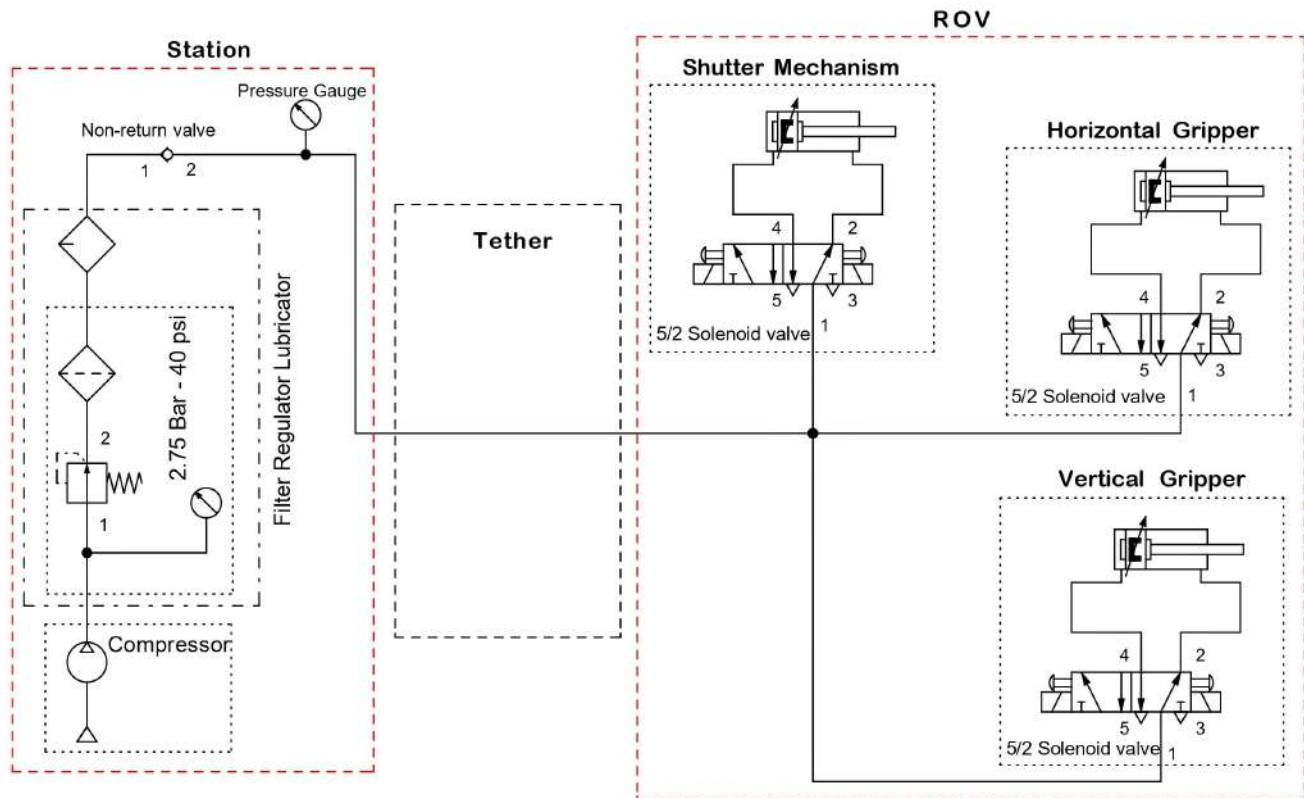 ROV
Station
Shutter Mechanism
Pressure Gauge
Non-return valve
1 2
Horizontal Gripper
Tether
4 2
5 3
1
5/2 Solenoid valve
4 2
5 3
1
5/2 Solenoid valve
Filter Regulator Lubricator
2.75 Bar - 40 psi
2
1
Vertical Gripper
Compressor
4 2
5 3
5/2 Solenoid valve 1